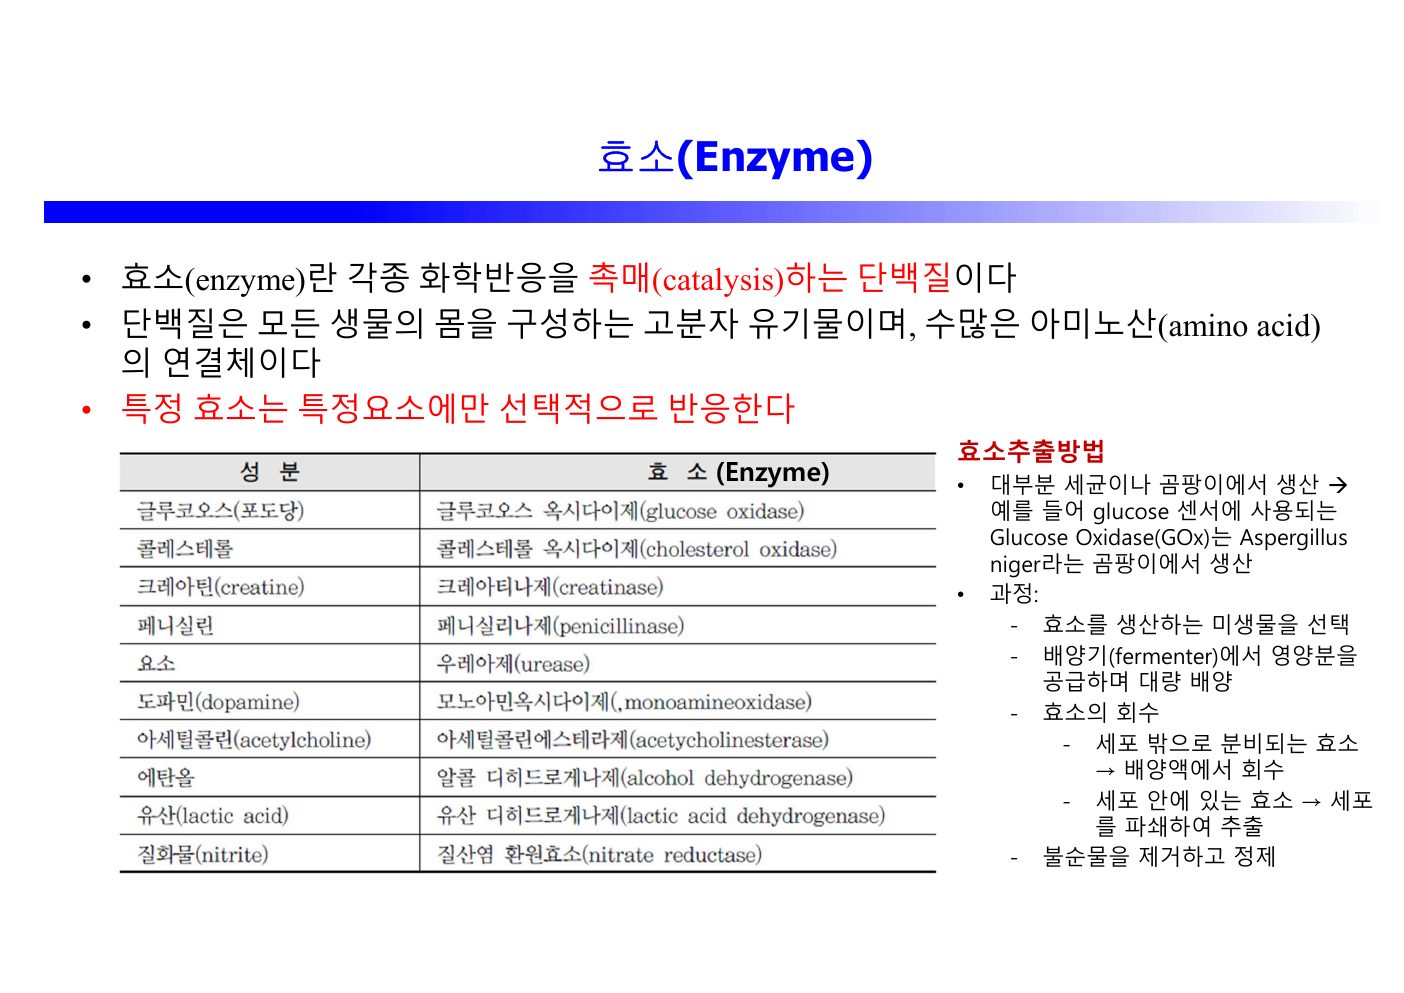 효소(Enzyme)
• 효소(enzyme)란 각종 화학반응을 촉매(catalysis)하는 단백질이다
• 단백질은 모든 생물의 몸을 구성하는 고분자 유기물이며, 수많은 아미노산(amino acid)
의 연결체이다
• 특정 효소는 특정요소에만 선택적으로 반응한다
성 분 효 소 (Enzyme)
글루코오스(포도당) 글루코오스 옥시다이제(glucose oxidase)
콜레스테롤 콜레스테롤 옥시다이제(cholesterol oxidase)
크레아틴(creatine) 크레아티나제(creatinase)
페니실린 페니실리나제(penicillinase)
요소 우레아제(urease)
도파민(dopamine) 모노아민옥시다이제(,monoamineoxidase)
아세틸콜린(acetylcholine) 아세틸콜린에스테라제(acetycholinesterase)
에탄올 알콜 디히드로게나제(alcohol dehydrogenase)
유산(lactic acid) 유산 디히드로게나제(lactic acid dehydrogenase)
질화물(nitrite) 질산염 환원효소(nitrate reductase)
효소추출방법
• 대부분 세균이나 곰팡이에서 생산 →
예를 들어 glucose 센서에 사용되는
Glucose Oxidase(GOx)는 Aspergillus
niger라는 곰팡이에서 생산
• 과정:
- 효소를 생산하는 미생물을 선택
- 배양기(fermenter)에서 영양분을
공급하며 대량 배양
- 효소의 회수
- 세포 밖으로 분비되는 효소
→ 배양액에서 회수
- 세포 안에 있는 효소 → 세포
를 파쇄하여 추출
- 불순물을 제거하고 정제